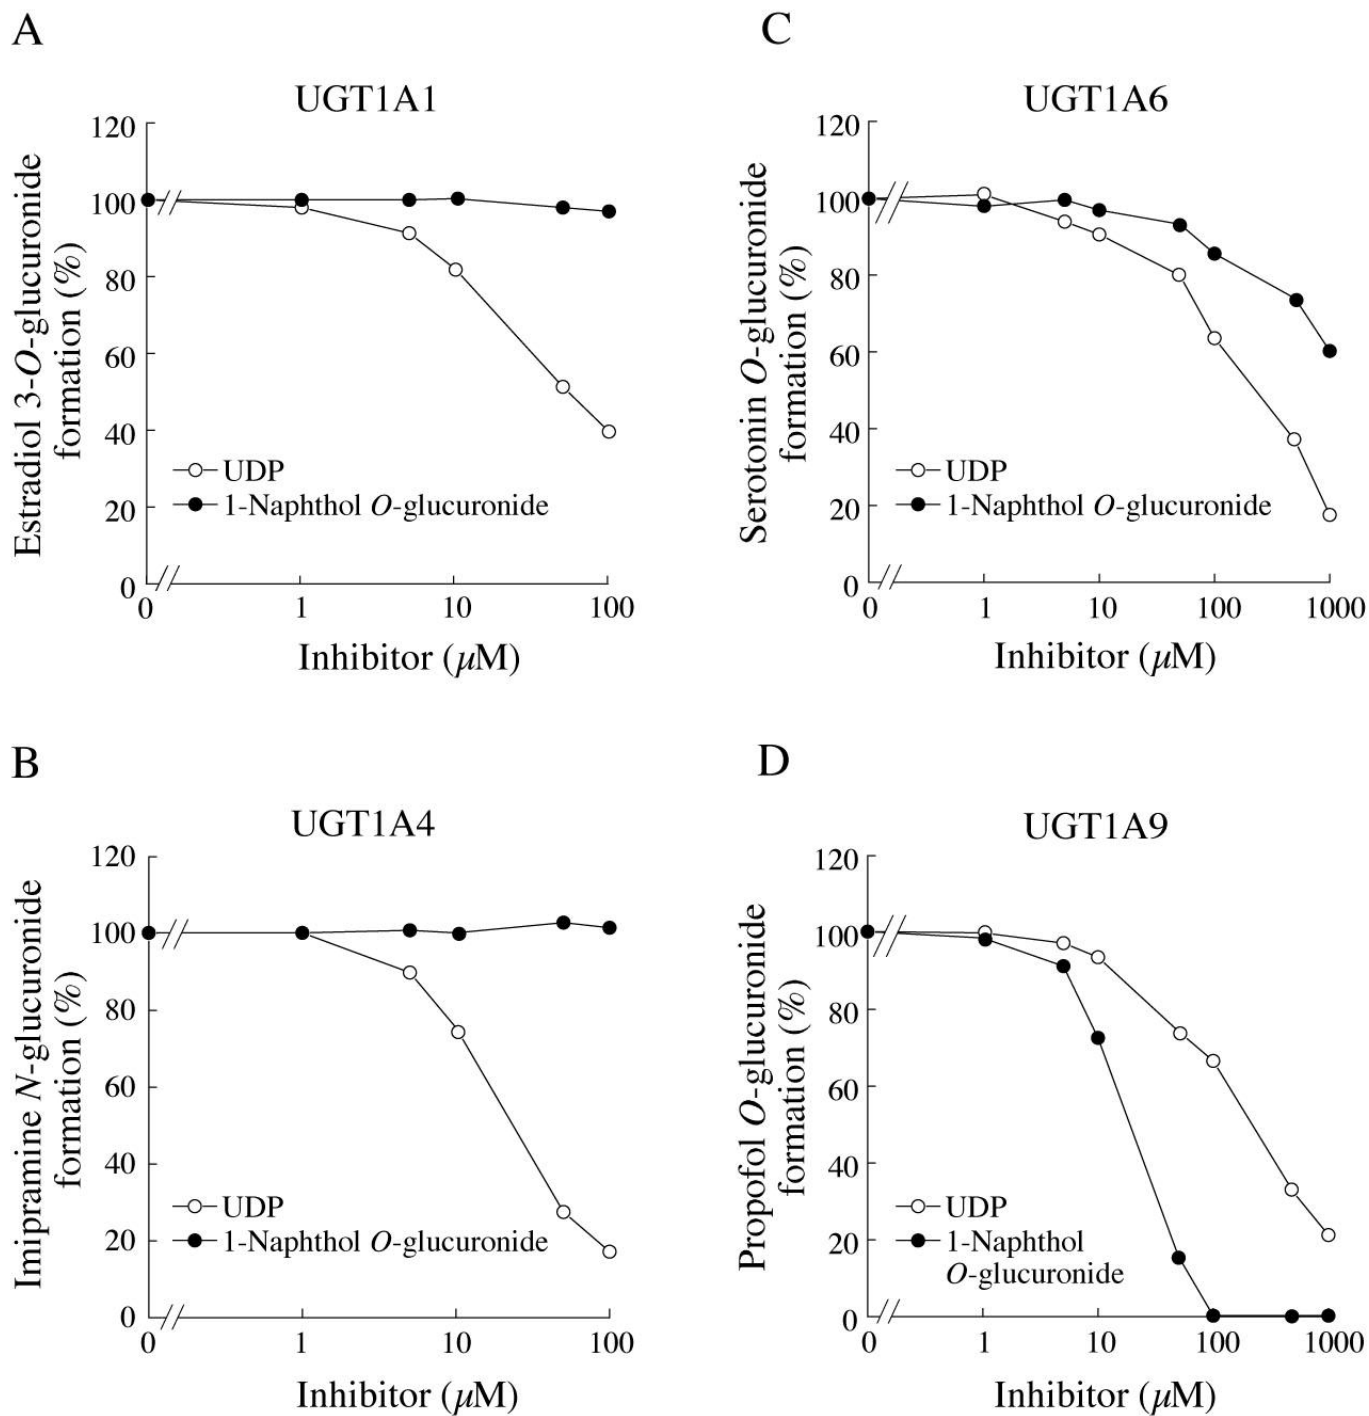 A
UGT1A1
Estradiol 3-O-glucuronide
formation (%)
120
100
80
60
40
20
0
UDP
1-Naphthol O-glucuronide
0 1 10 100
Inhibitor (μM)
C
UGT1A6
Serotonin O-glucuronide
formation (%)
120
100
80
60
40
20
0
UDP
1-Naphthol O-glucuronide
0 1 10 100 1000
Inhibitor (μM)
B
UGT1A4
Imipramine N-glucuronide
formation (%)
120
100
80
60
40
20
0
UDP
1-Naphthol O-glucuronide
0 1 10 100
Inhibitor (μM)
D
UGT1A9
Propofol O-glucuronide
formation (%)
120
100
80
60
40
20
0
UDP
1-Naphthol
O-glucuronide
0 1 10 100 1000
Inhibitor (μM)